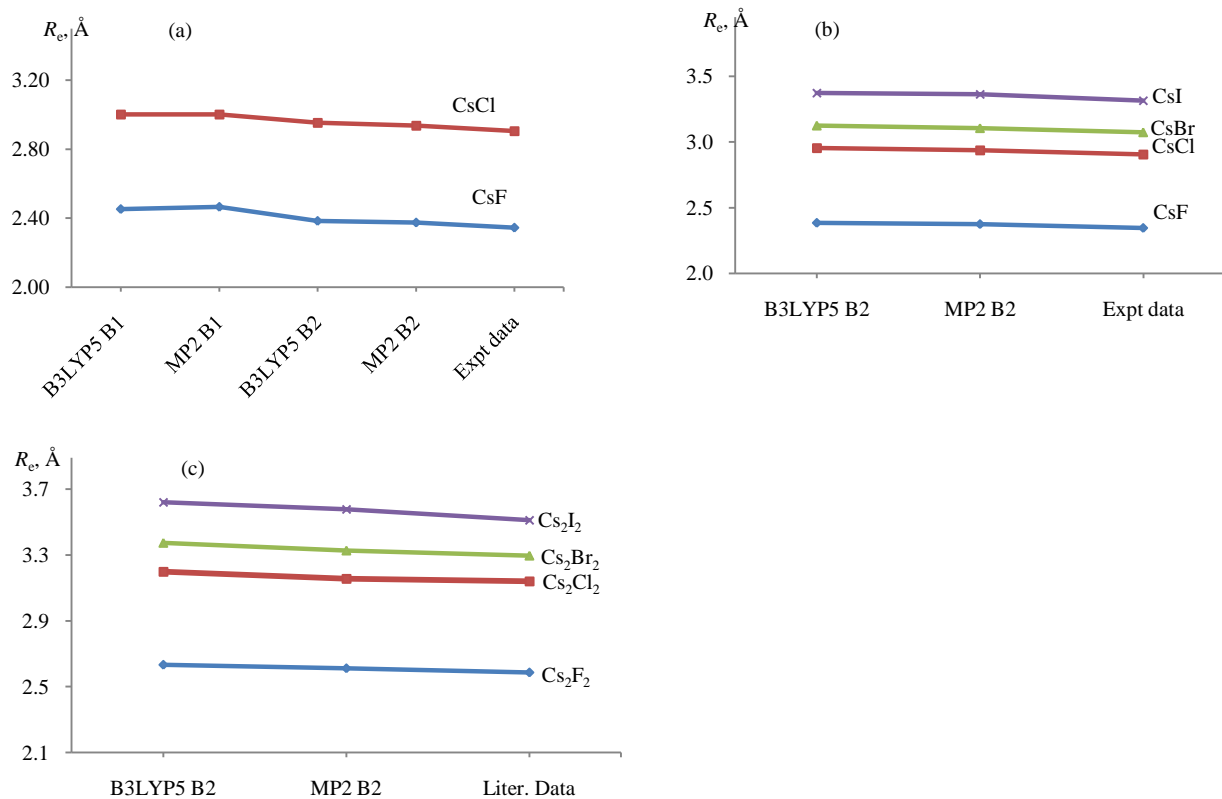 Re, Å
(a)
3.20
2.80
2.40
2.00
CsCl
CsF
B3LYP5 B1
MP2 B1
B3LYP5 B2
MP2 B2
Expt data
Re, Å
(b)
3.5
3.0
2.5
2.0
CsI
CsBr
CsCl
CsF
B3LYP5 B2
MP2 B2
Expt data
Re, Å
(c)
3.7
3.3
2.9
2.5
2.1
Cs2I2
Cs2Br2
Cs2Cl2
Cs2F2
B3LYP5 B2
MP2 B2
Liter. Data